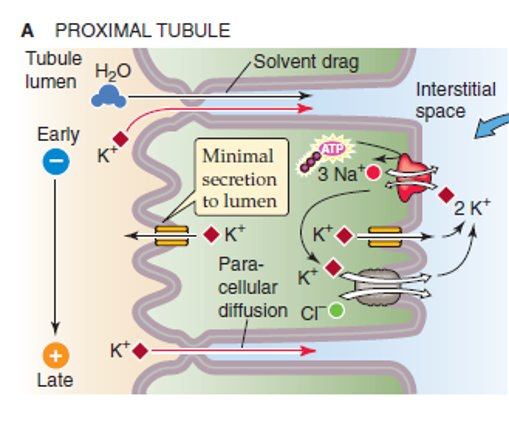 A PROXIMAL TUBULE
Tubule
lumen
H₂O
Solvent drag
Interstitial
space
Early
−
K⁺
Minimal
secretion
to lumen
ATP
3 Na⁺
2 K⁺
K⁺
K⁺
Para-
cellular
diffusion
K⁺
Cl⁻
K⁺
+
Late